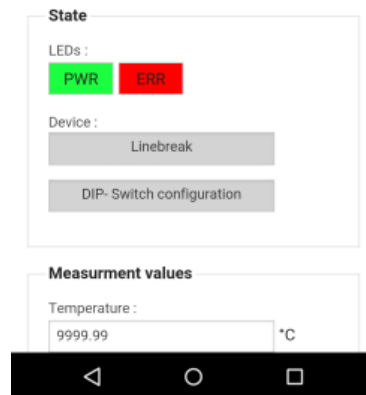 State
LEDs :
PWR ERR
Device :
Linebreak
DIP- Switch configuration
Measurment values
Temperature :
9999.99 °C